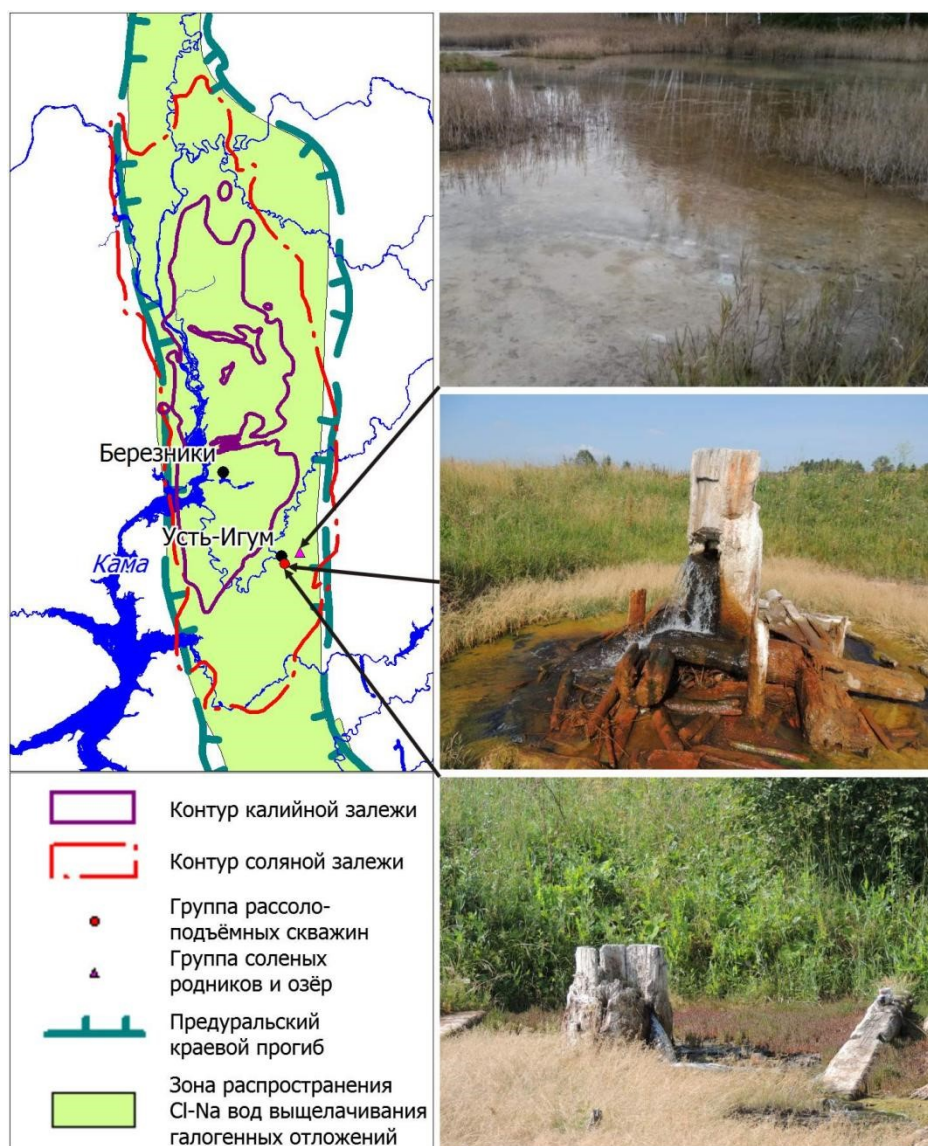 Березники
Усть-Игум
Кама
Контур калийной залежи
Контур соляной залежи
Группа рассоло-
подъёмных скважин
Группа соленых
родников и озёр
Предуральский
краевой прогиб
Зона распространения
Cl-Na вод выщелачивания
галогенных отложений